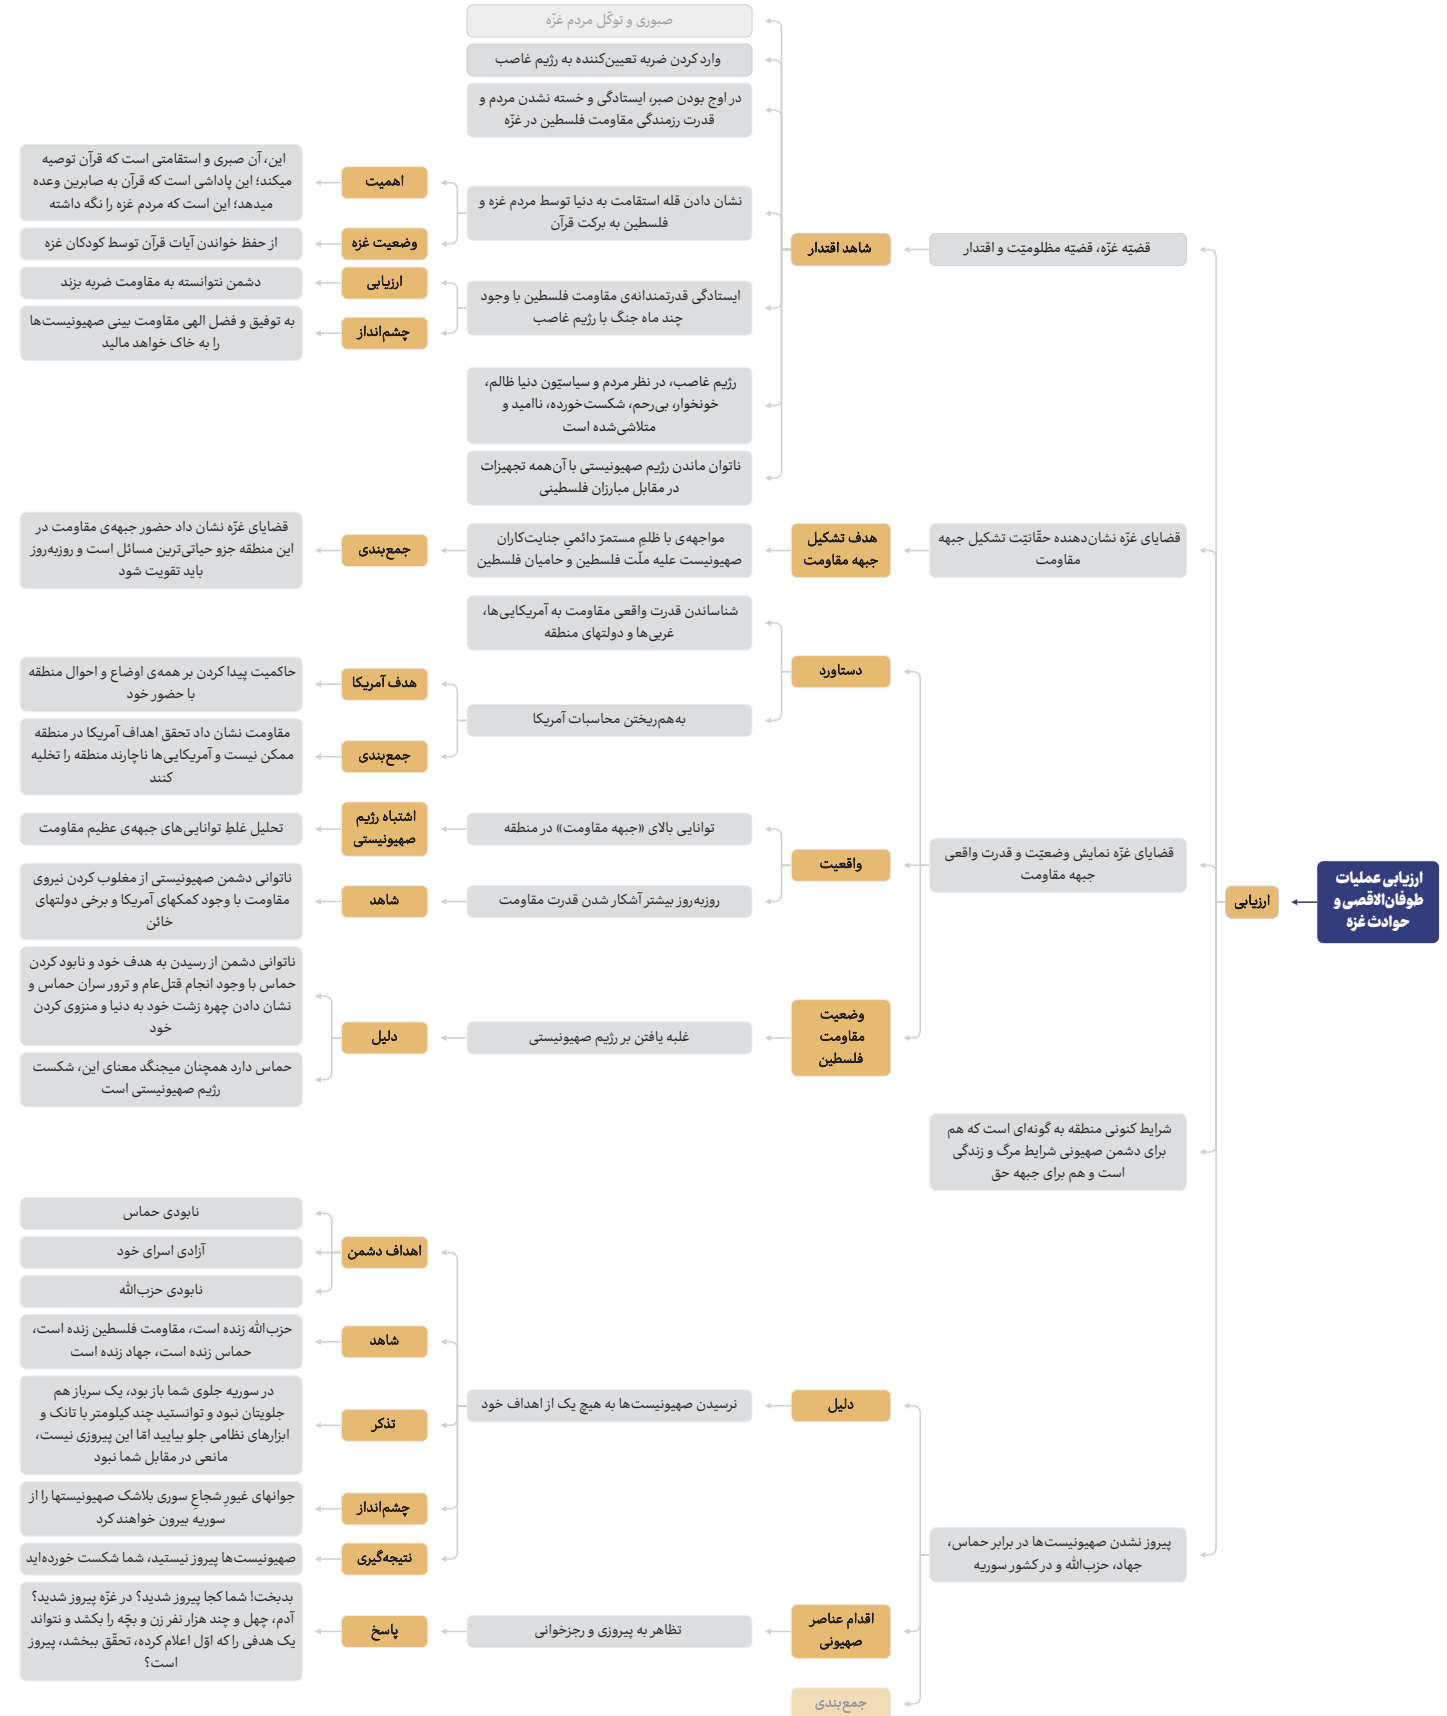 ارزیابی عملیات
طوفان‌الاقصی و
حوادث غزة
ارزیابی
قضیّه غزّه، قضیّه مظلومیّت و اقتدار
شاهد اقتدار
صبوری و توکّل مردم غزّه
وارد کردن ضربه تعیین‌کننده به رژیم غاصب
در اوج بودن صبر، ایستادگی و خسته نشدن مردم و
قدرت رزمندگی مقاومت فلسطین در غزّه
نشان دادن قله استقامت به دنیا توسط مردم غزه و
فلسطین به برکت قرآن
اهمیت
این، آن صبری و استقامتی است که قرآن توصیه
میکند؛ این پاداشی است که قرآن به صابرین وعده
میدهد؛ این است که مردم غزه را نگه داشته
وضعیت غزه
از حفظ خواندن آیات قرآن توسط کودکان غزه
ایستادگی قدرتمندانه‌ی مقاومت فلسطین با وجود
چند ماه جنگ با رژیم غاصب
ارزیابی
دشمن نتوانسته به مقاومت ضربه بزند
چشم‌انداز
به توفیق و فضل الهی مقاومت بینی صهیونیست‌ها
را به خاک خواهد مالید
رژیم غاصب، در نظر مردم و سیاسیّون دنیا ظالم،
خونخوار، بی‌رحم، شکست‌خورده، ناامید و
متلاشی‌شده است
ناتوان ماندن رژیم صهیونیستی با آن‌همه تجهیزات
در مقابل مبارزان فلسطینی
قضایای غزّه نشان‌دهنده حقّانیّت تشکیل جبهه
مقاومت
هدف تشکیل
جبهه مقاومت
مواجهه‌ی با ظلمِ مستمرّ دائمیِ جنایت‌کاران
صهیونیست علیه ملّت فلسطین و حامیان فلسطین
جمع‌بندی
قضایای غزّه نشان داد حضور جبهه‌ی مقاومت در
این منطقه جزو حیاتی‌ترین مسائل است و روزبه‌روز
باید تقویت شود
قضایای غزّه نمایش وضعیّت و قدرت واقعی
جبهه مقاومت
دستاورد
شناساندن قدرت واقعی مقاومت به آمریکایی‌ها،
غربی‌ها و دولتهای منطقه
به‌هم‌ریختن محاسبات آمریکا
هدف آمریکا
حاکمیت پیدا کردن بر همه‌ی اوضاع و احوال منطقه
با حضور خود
جمع‌بندی
مقاومت نشان داد تحقق اهداف آمریکا در منطقه
ممکن نیست و آمریکایی‌ها ناچارند منطقه را تخلیه
کنند
واقعیت
توانایی بالای «جبهه مقاومت» در منطقه
اشتباه رژیم
صهیونیستی
تحلیل غلطِ توانایی‌های جبهه‌ی عظیم مقاومت
روزبه‌روز بیشتر آشکار شدن قدرت مقاومت
شاهد
ناتوانی دشمن صهیونیستی از مغلوب کردن نیروی
مقاومت با وجود کمکهای آمریکا و برخی دولتهای
خائن
وضعیت
مقاومت
فلسطین
غلبه یافتن بر رژیم صهیونیستی
دلیل
ناتوانی دشمن از رسیدن به هدف خود و نابود کردن
حماس با وجود انجام قتل‌عام و ترور سران حماس و
نشان دادن چهره زشت خود به دنیا و منزوی کردن
خود
حماس دارد همچنان میجنگد معنای این، شکست
رژیم صهیونیستی است
شرایط کنونی منطقه به گونه‌ای است که هم
برای دشمن صهیونی شرایط مرگ و زندگی
است و هم برای جبهه حق
پیروز نشدن صهیونیست‌ها در برابر حماس،
جهاد، حزب‌الله و در کشور سوریه
دلیل
نرسیدن صهیونیست‌ها به هیچ یک از اهداف خود
اهداف دشمن
نابودی حماس
آزادی اسرای خود
نابودی حزب‌الله
شاهد
حزب‌الله زنده است، مقاومت فلسطین زنده است،
حماس زنده است، جهاد زنده است
تذکر
در سوریه جلوی شما باز بود، یک سرباز هم
جلویتان نبود و توانستید چند کیلومتر با تانک و
ابزارهای نظامی جلو بیایید امّا این پیروزی نیست،
مانعی در مقابل شما نبود
چشم‌انداز
جوانهای غیورِ شجاعِ سوری بلاشک صهیونیستها را از
سوریه بیرون خواهند کرد
نتیجه‌گیری
صهیونیست‌ها پیروز نیستید، شما شکست خورده‌اید
اقدام عناصر
صهیونی
تظاهر به پیروزی و رجزخوانی
پاسخ
بدبخت! شما کجا پیروز شدید؟ در غزّه پیروز شدید؟
آدم، چهل و چند هزار نفر زن و بچّه را بکشد و نتواند
یک هدفی را که اوّل اعلام کرده، تحقّق ببخشد، پیروز
است؟
جمع‌بندی